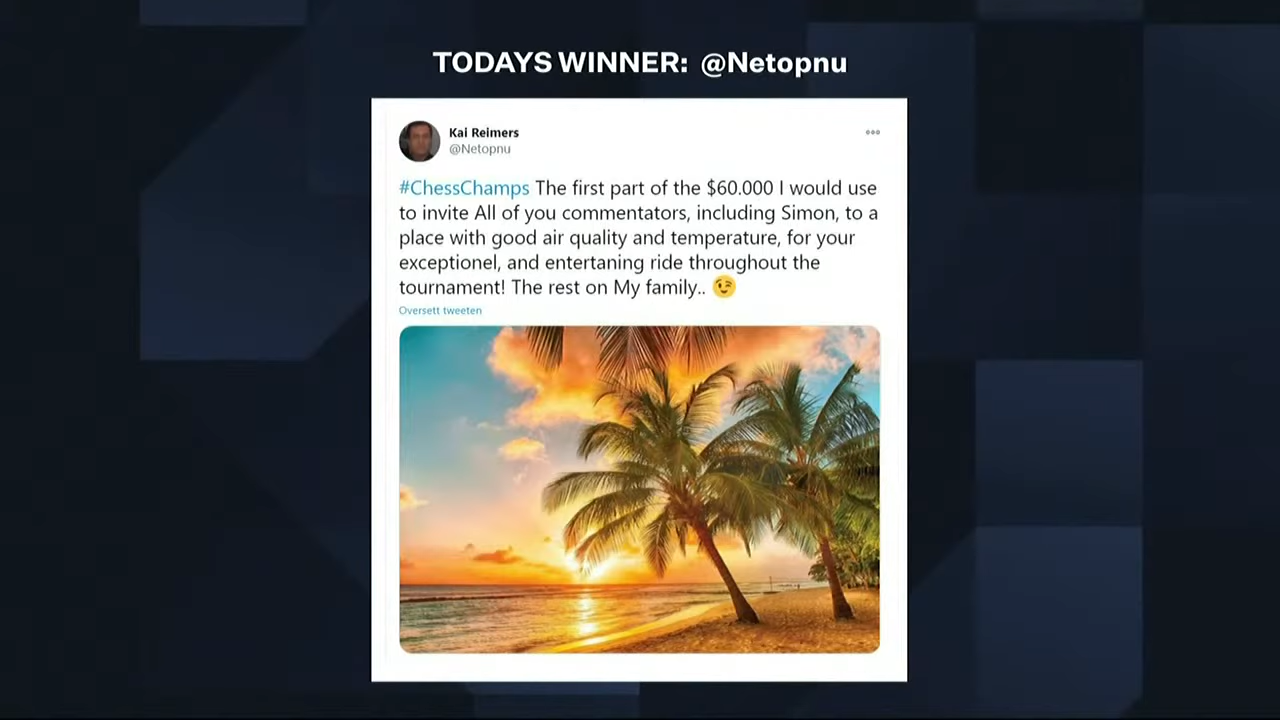 TODAYS WINNER: @Netopnu
Kai Reimers
@Netopnu
#ChessChamps The first part of the $60.000 I would use
to invite All of you commentators, including Simon, to a
place with good air quality and temperature, for your
exceptionel, and entertaning ride throughout the
tournament! The rest on My family.. 😉
Oversett tweeten